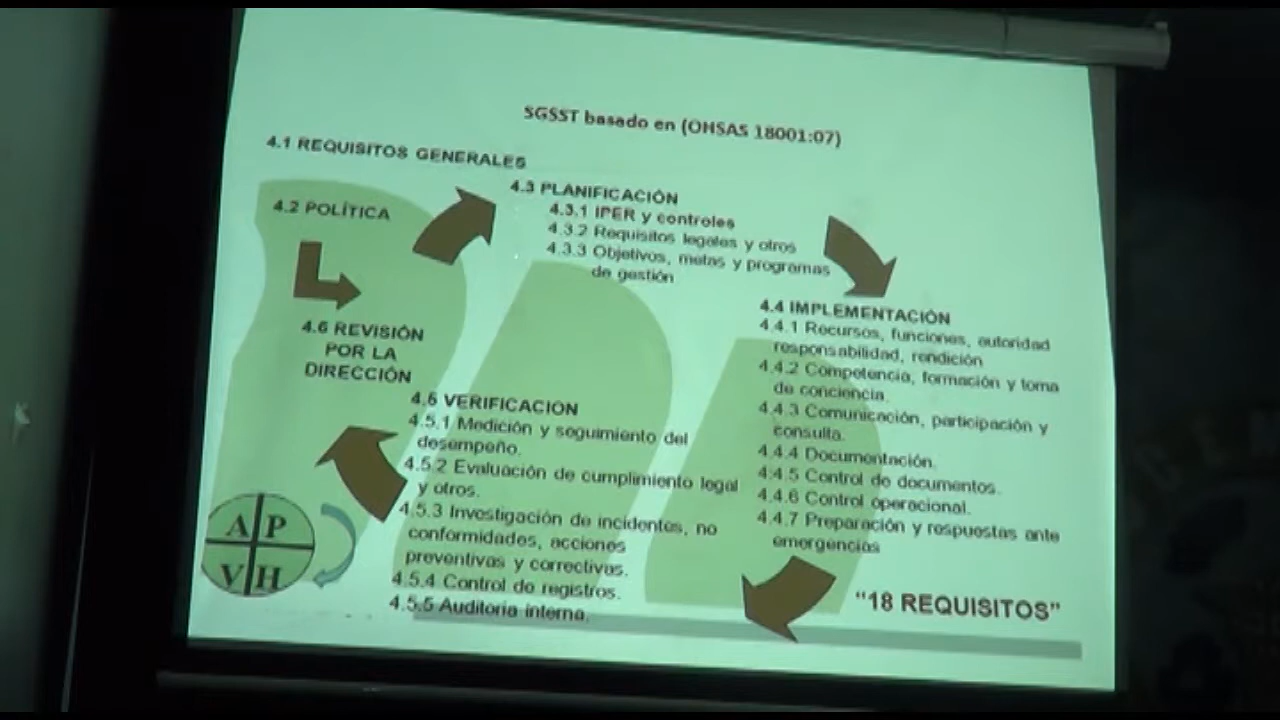 SGSST basado en (OHSAS 18001:07)
4.1 REQUISITOS GENERALES
4.2 POLÍTICA
4.3 PLANIFICACIÓN
4.3.1 IPER y controles
4.3.2 Requisitos legales y otros
4.3.3 Objetivos, metas y programas
de gestión
4.4 IMPLEMENTACIÓN
4.4.1 Recursos, funciones, autoridad
responsabilidad, rendición
4.4.2 Competencia, formación y toma
de conciencia.
4.4.3 Comunicación, participación y
consulta.
4.4.4 Documentación.
4.4.5 Control de documentos.
4.4.6 Control operacional.
4.4.7 Preparación y respuestas ante
emergencias
4.6 REVISIÓN
POR LA
DIRECCIÓN
4.5 VERIFICACIÓN
4.5.1 Medición y seguimiento del
desempeño.
4.5.2 Evaluación de cumplimiento legal
y otros.
4.5.3 Investigación de incidentes, no
conformidades, acciones
preventivas y correctivas.
4.5.4 Control de registros.
4.5.5 Auditoria interna.
A P
V H
"18 REQUISITOS"